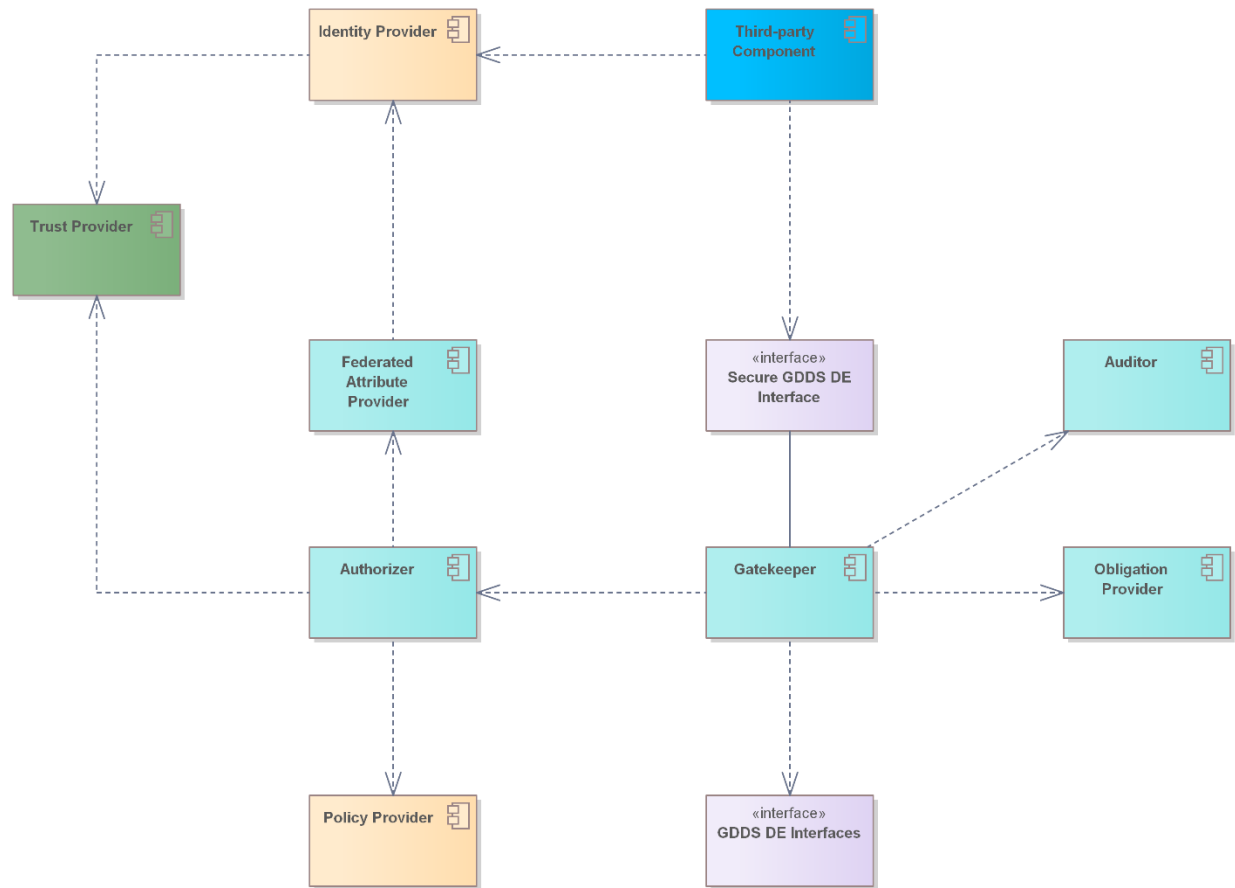 Identity Provider
Third-party
Component
Trust Provider
Federated
Attribute
Provider
«interface»
Secure GDDS DE
Interface
Auditor
Authorizer
Gatekeeper
Obligation
Provider
Policy Provider
«interface»
GDDS DE Interfaces